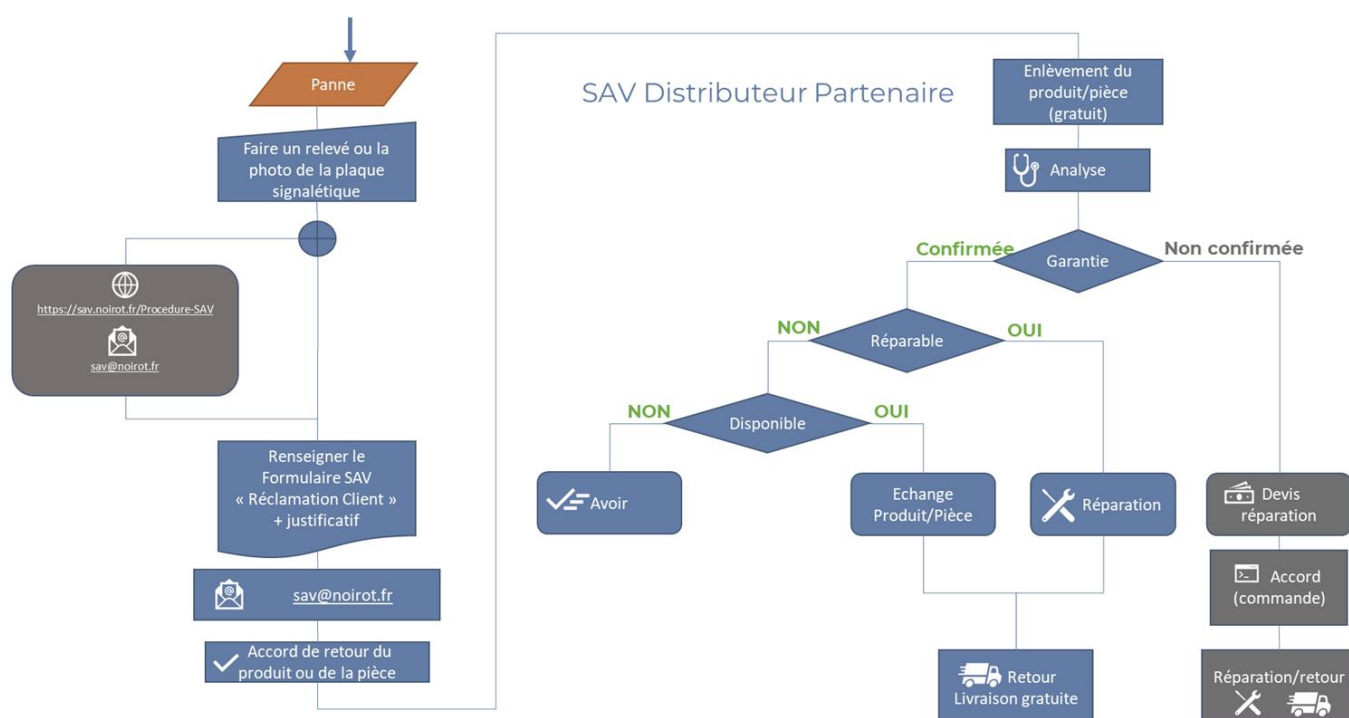 SAV Distributeur Partenaire
Panne
Faire un relevé ou la
photo de la plaque
signalétique
https://sav.noirot.fr/Procedure-SAV
sav@noirot.fr
Renseigner le
Formulaire SAV
« Réclamation Client »
+ justificatif
sav@noirot.fr
Accord de retour du
produit ou de la pièce
Enlèvement du
produit/pièce
(gratuit)
Analyse
Garantie
Confirmée
Non confirmée
Réparable
NON
OUI
Disponible
NON
OUI
Avoir
Echange
Produit/Pièce
Réparation
Retour
Livraison gratuite
Devis
réparation
Accord
(commande)
Réparation/retour